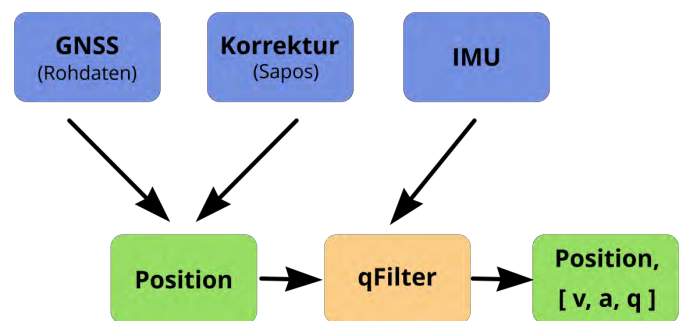 GNSS
(Rohdaten)
Korrektur
(Sapos)
IMU
Position
qFilter
Position,
[ v, a, q ]